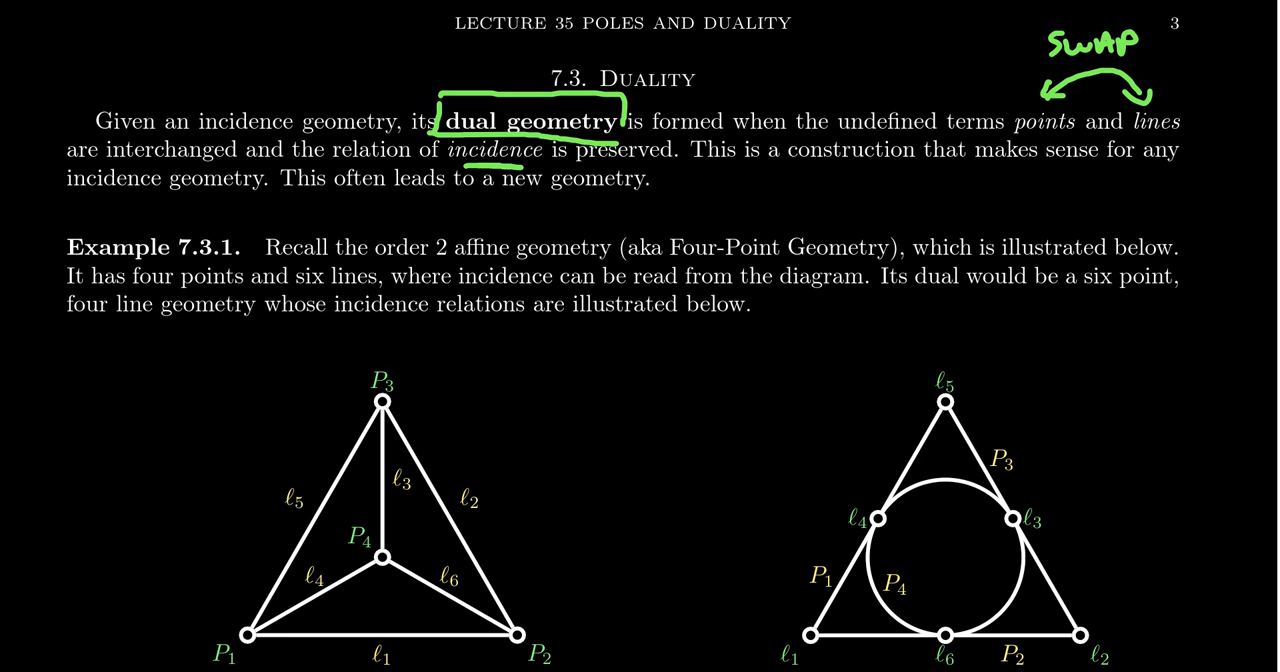 LECTURE 35 POLES AND DUALITY 3
SWAP
7.3. DUALITY
Given an incidence geometry, its dual geometry is formed when the undefined terms points and lines
are interchanged and the relation of incidence is preserved. This is a construction that makes sense for any
incidence geometry. This often leads to a new geometry.
Example 7.3.1. Recall the order 2 affine geometry (aka Four-Point Geometry), which is illustrated below.
It has four points and six lines, where incidence can be read from the diagram. Its dual would be a six point,
four line geometry whose incidence relations are illustrated below.
P₃
ℓ₅
ℓ₃
ℓ₂
P₄
ℓ₄
ℓ₆
P₁
ℓ₁
P₂
ℓ₅
P₃
ℓ₄
ℓ₃
P₁
P₄
ℓ₁
ℓ₆
P₂
ℓ₂